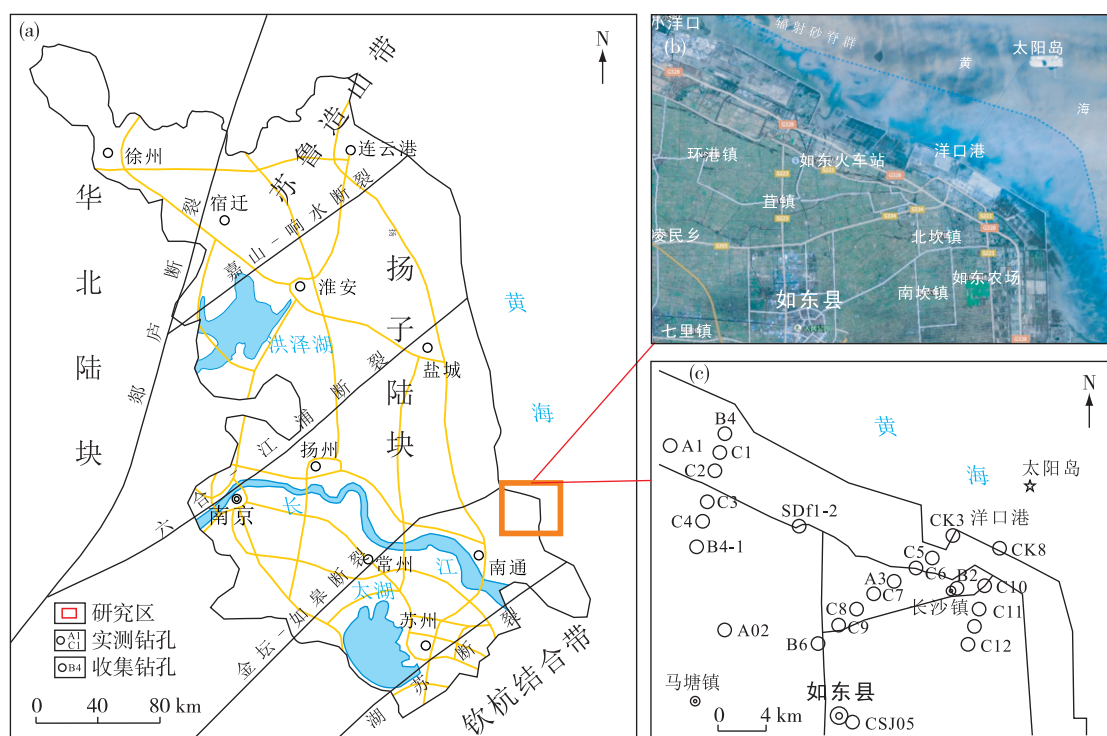 (a)
N
徐州
连云港
宿迁
淮安
盐城
扬州
南京
常州
南通
苏州
洪泽湖
太湖
长
江
黄
海
华
北
陆
块
苏鲁造山带
扬
子
陆
块
郯
庐
断
裂
嘉山-响水断裂
六合-江浦断裂
金坛-如皋断裂
湖苏断裂
钦杭结合带
研究区
A1
C1
实测钻孔
B4
收集钻孔
0
40
80 km
(b)
小洋口
辐射砂脊群
太阳岛
黄
海
G328
环港镇
如东火车站
洋口港
苴镇
凌民乡
北坎镇
如东农场
南坎镇
如东县
七里镇
S223
S221
(c)
N
黄
海
太阳岛
B4
A1
C1
C2
C3
C4
B4-1
SDf1-2
CK3
洋口港
CK8
C5
C6
B2
C10
A3
C7
长沙镇
C11
C8
C9
C12
A02
B6
马塘镇
如东县
CSJ05
0
4 km